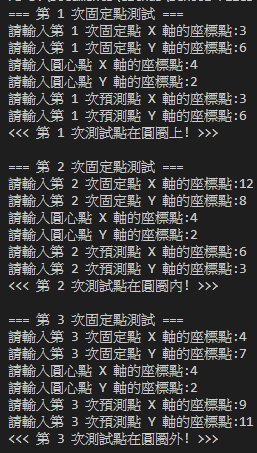 === 第 1 次固定點測試 ===
請輸入第 1 次固定點 X 軸的座標點:3
請輸入第 1 次固定點 Y 軸的座標點:6
請輸入圓心點 X 軸的座標點:4
請輸入圓心點 Y 軸的座標點:2
請輸入第 1 次預測點 X 軸的座標點:3
請輸入第 1 次預測點 Y 軸的座標點:6
<<< 第 1 次測試點在圓圈上! >>>
=== 第 2 次固定點測試 ===
請輸入第 2 次固定點 X 軸的座標點:12
請輸入第 2 次固定點 Y 軸的座標點:8
請輸入圓心點 X 軸的座標點:4
請輸入圓心點 Y 軸的座標點:2
請輸入第 2 次預測點 X 軸的座標點:6
請輸入第 2 次預測點 Y 軸的座標點:3
<<< 第 2 次測試點在圓圈內! >>>
=== 第 3 次固定點測試 ===
請輸入第 3 次固定點 X 軸的座標點:4
請輸入第 3 次固定點 Y 軸的座標點:7
請輸入圓心點 X 軸的座標點:4
請輸入圓心點 Y 軸的座標點:2
請輸入第 3 次預測點 X 軸的座標點:9
請輸入第 3 次預測點 Y 軸的座標點:11
<<< 第 3 次測試點在圓圈外! >>>